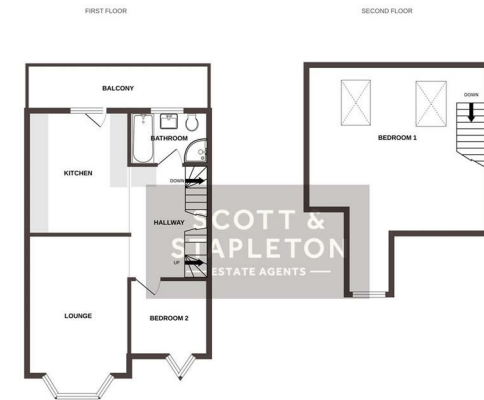 FIRST FLOOR
SECOND FLOOR
BALCONY
BATHROOM
KITCHEN
DOWN
HALLWAY
UP
LOUNGE
BEDROOM 2
DOWN
BEDROOM 1
SCOTT &
STAPLETON
ESTATE AGENTS